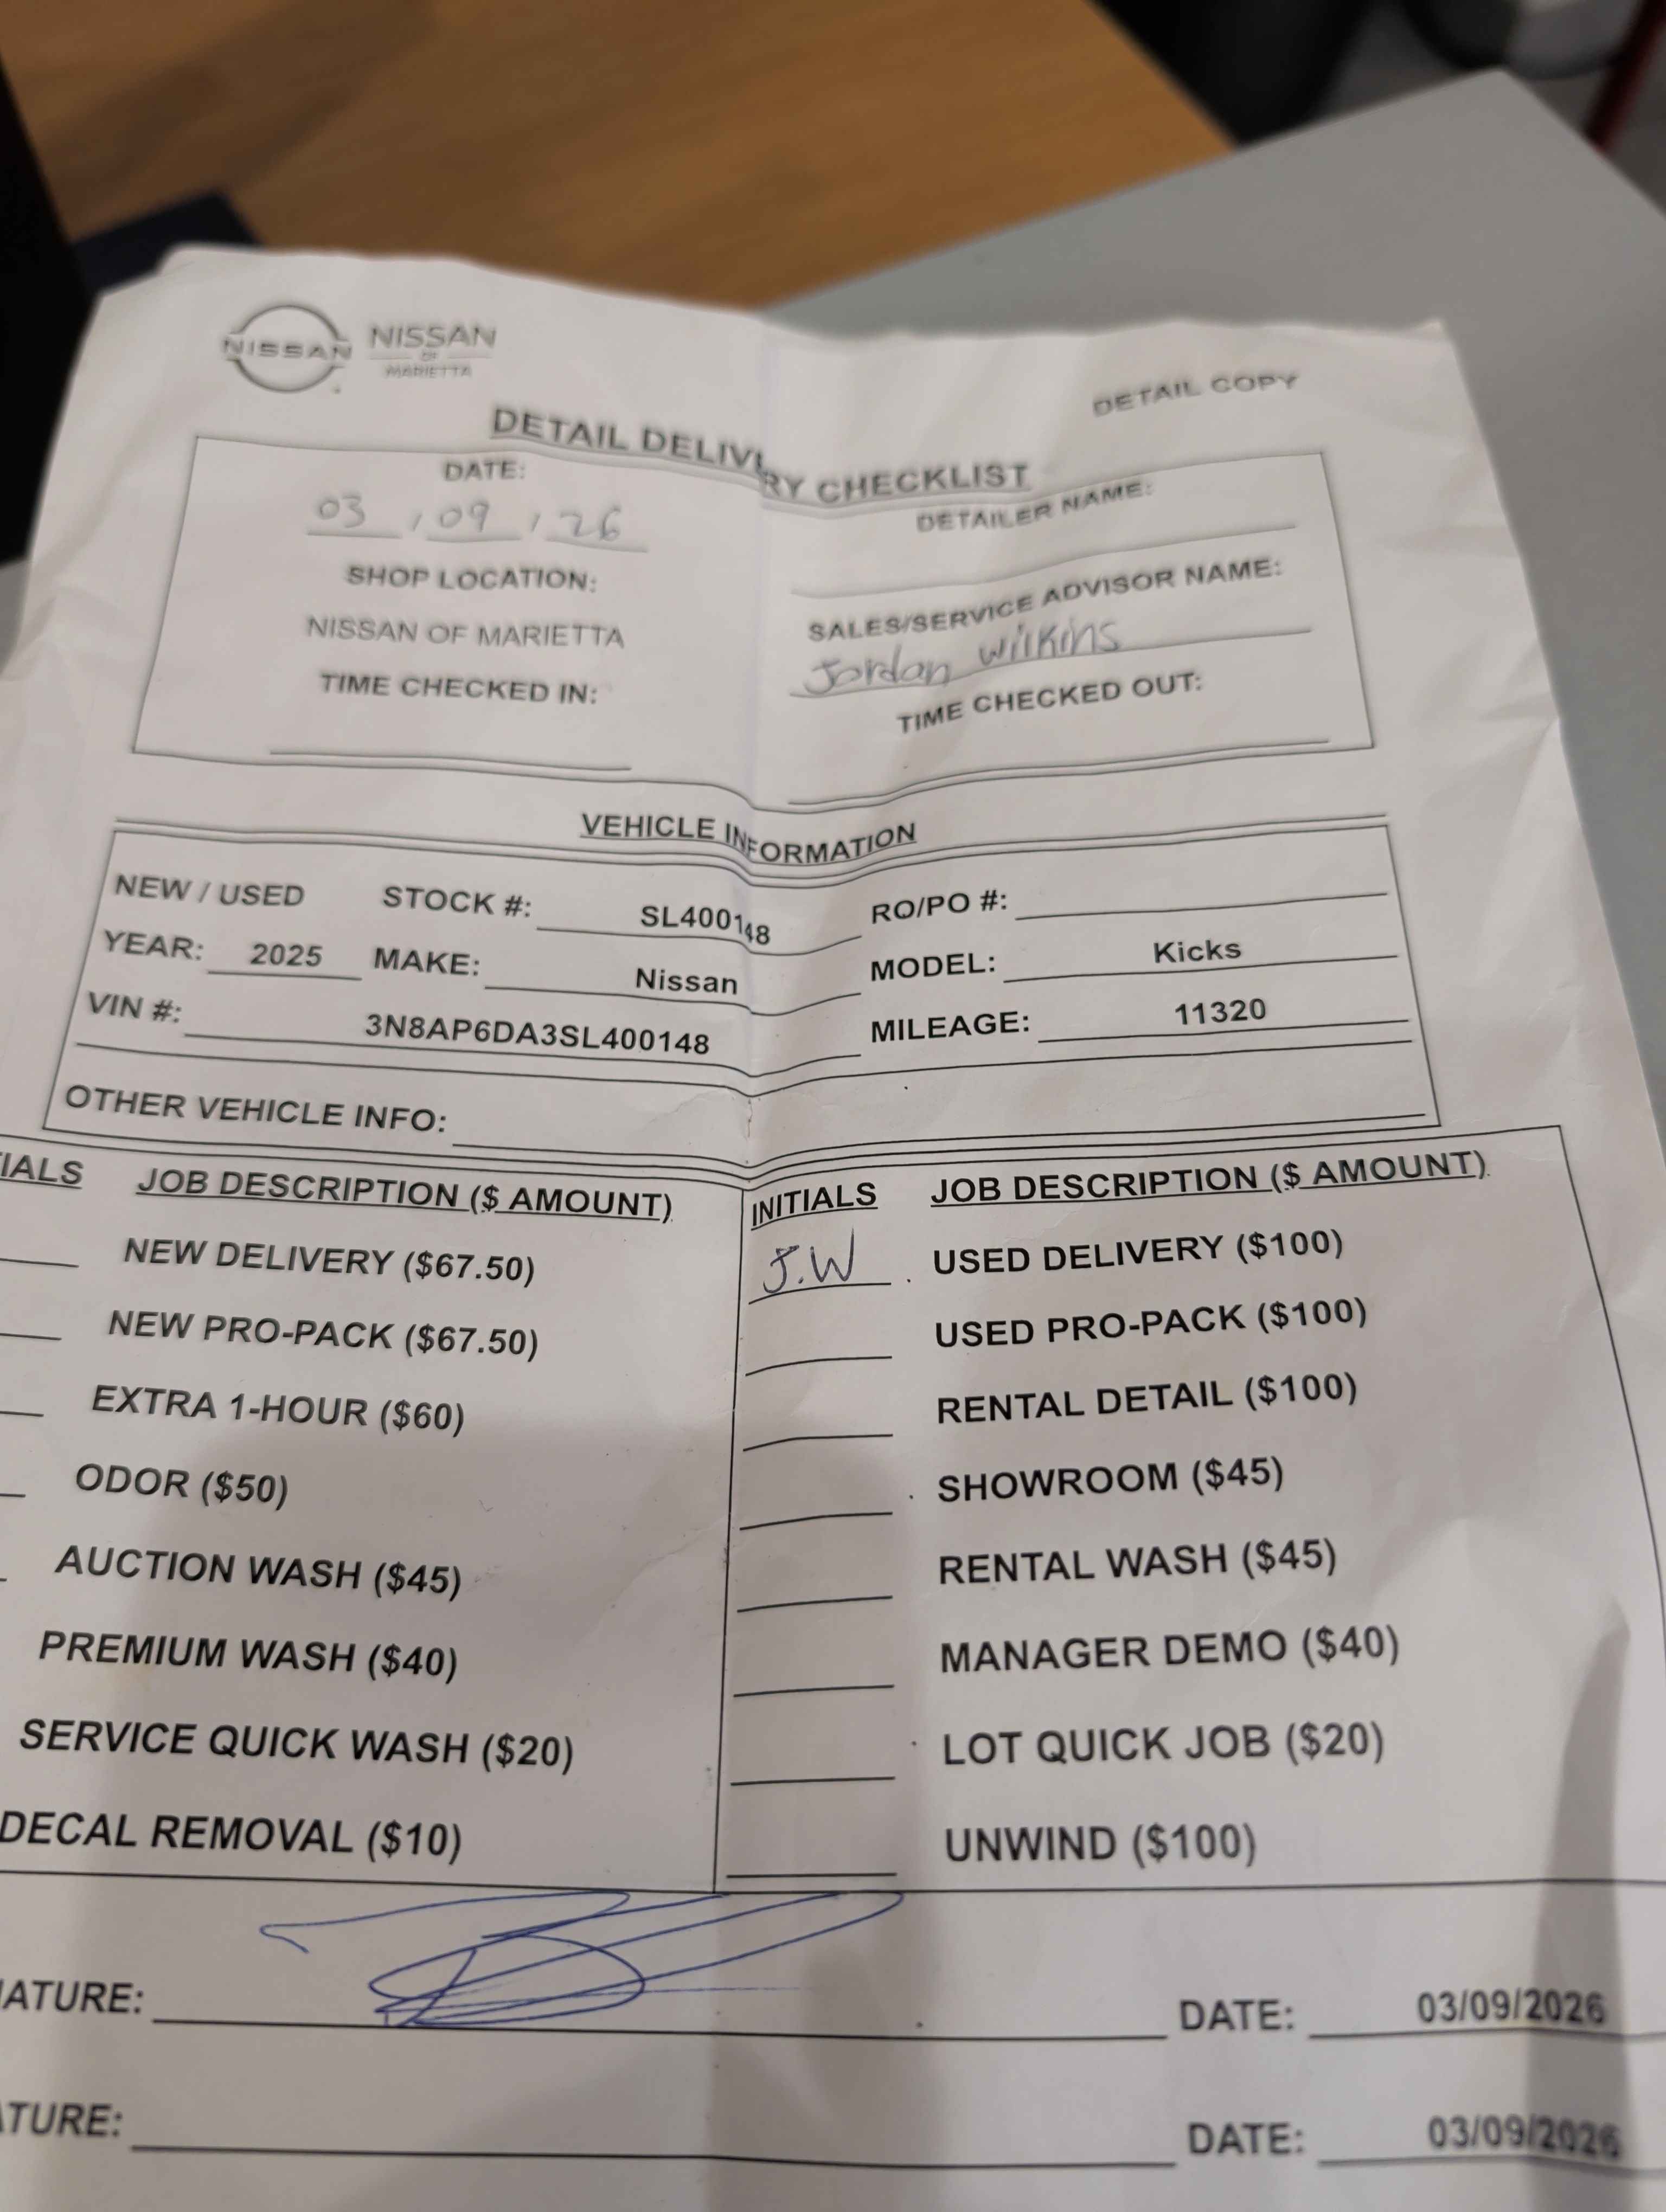 NISSAN
NISSAN
OF
MARIETTA
DETAIL COPY
DETAIL DELIVERY CHECKLIST
DATE:
03 / 09 / 26
DETAILER NAME:
SHOP LOCATION:
NISSAN OF MARIETTA
SALES/SERVICE ADVISOR NAME:
Jordan Wilkins
TIME CHECKED IN:
TIME CHECKED OUT:
VEHICLE INFORMATION
NEW / USED STOCK #: SL400148 RO/PO #:
YEAR: 2025 MAKE: Nissan MODEL: Kicks
VIN #: 3N8AP6DA3SL400148 MILEAGE: 11320
OTHER VEHICLE INFO:
IALS JOB DESCRIPTION ($ AMOUNT) INITIALS JOB DESCRIPTION ($ AMOUNT)
NEW DELIVERY ($67.50) J.W USED DELIVERY ($100)
NEW PRO-PACK ($67.50) USED PRO-PACK ($100)
EXTRA 1-HOUR ($60) RENTAL DETAIL ($100)
ODOR ($50) SHOWROOM ($45)
AUCTION WASH ($45) RENTAL WASH ($45)
PREMIUM WASH ($40) MANAGER DEMO ($40)
SERVICE QUICK WASH ($20) LOT QUICK JOB ($20)
DECAL REMOVAL ($10) UNWIND ($100)
ATURE: DATE: 03/09/2026
ATURE: DATE: 03/09/2026